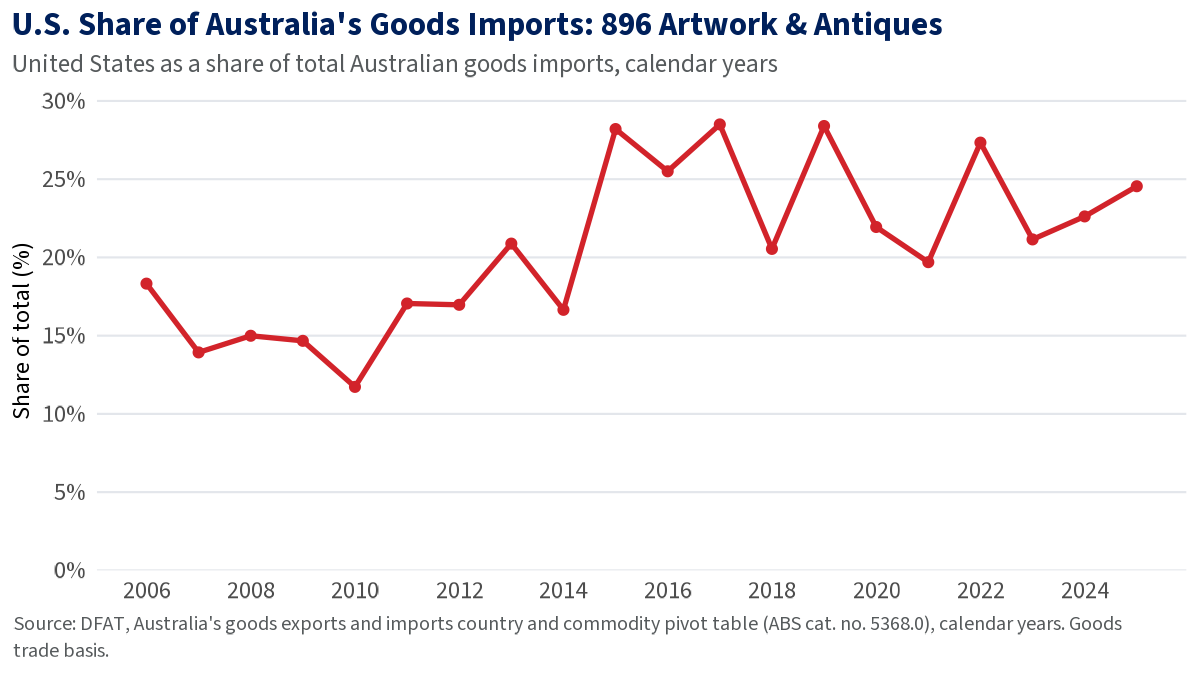 U.S. Share of Australia's Goods Imports: 896 Artwork & Antiques
United States as a share of total Australian goods imports, calendar years
Share of total (%)
30%
25%
20%
15%
10%
5%
0%
2006 2008 2010 2012 2014 2016 2018 2020 2022 2024
Source: DFAT, Australia's goods exports and imports country and commodity pivot table (ABS cat. no. 5368.0), calendar years. Goods
trade basis.